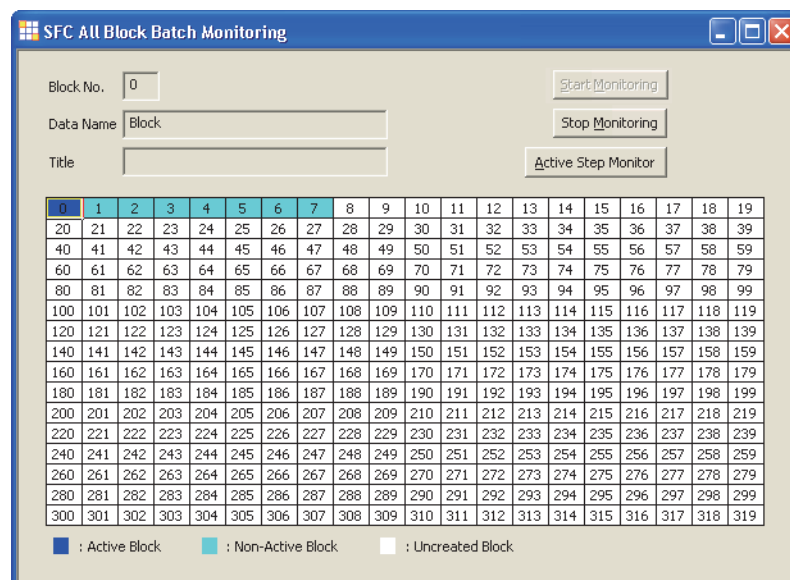 SFC All Block Batch Monitoring
Block No. 0 Start Monitoring
Data Name Block Stop Monitoring
Title Active Step Monitor
0 1 2 3 4 5 6 7 8 9 10 11 12 13 14 15 16 17 18 19
20 21 22 23 24 25 26 27 28 29 30 31 32 33 34 35 36 37 38 39
40 41 42 43 44 45 46 47 48 49 50 51 52 53 54 55 56 57 58 59
60 61 62 63 64 65 66 67 68 69 70 71 72 73 74 75 76 77 78 79
80 81 82 83 84 85 86 87 88 89 90 91 92 93 94 95 96 97 98 99
100 101 102 103 104 105 106 107 108 109 110 111 112 113 114 115 116 117 118 119
120 121 122 123 124 125 126 127 128 129 130 131 132 133 134 135 136 137 138 139
140 141 142 143 144 145 146 147 148 149 150 151 152 153 154 155 156 157 158 159
160 161 162 163 164 165 166 167 168 169 170 171 172 173 174 175 176 177 178 179
180 181 182 183 184 185 186 187 188 189 190 191 192 193 194 195 196 197 198 199
200 201 202 203 204 205 206 207 208 209 210 211 212 213 214 215 216 217 218 219
220 221 222 223 224 225 226 227 228 229 230 231 232 233 234 235 236 237 238 239
240 241 242 243 244 245 246 247 248 249 250 251 252 253 254 255 256 257 258 259
260 261 262 263 264 265 266 267 268 269 270 271 272 273 274 275 276 277 278 279
280 281 282 283 284 285 286 287 288 289 290 291 292 293 294 295 296 297 298 299
300 301 302 303 304 305 306 307 308 309 310 311 312 313 314 315 316 317 318 319
: Active Block : Non-Active Block : Uncreated Block